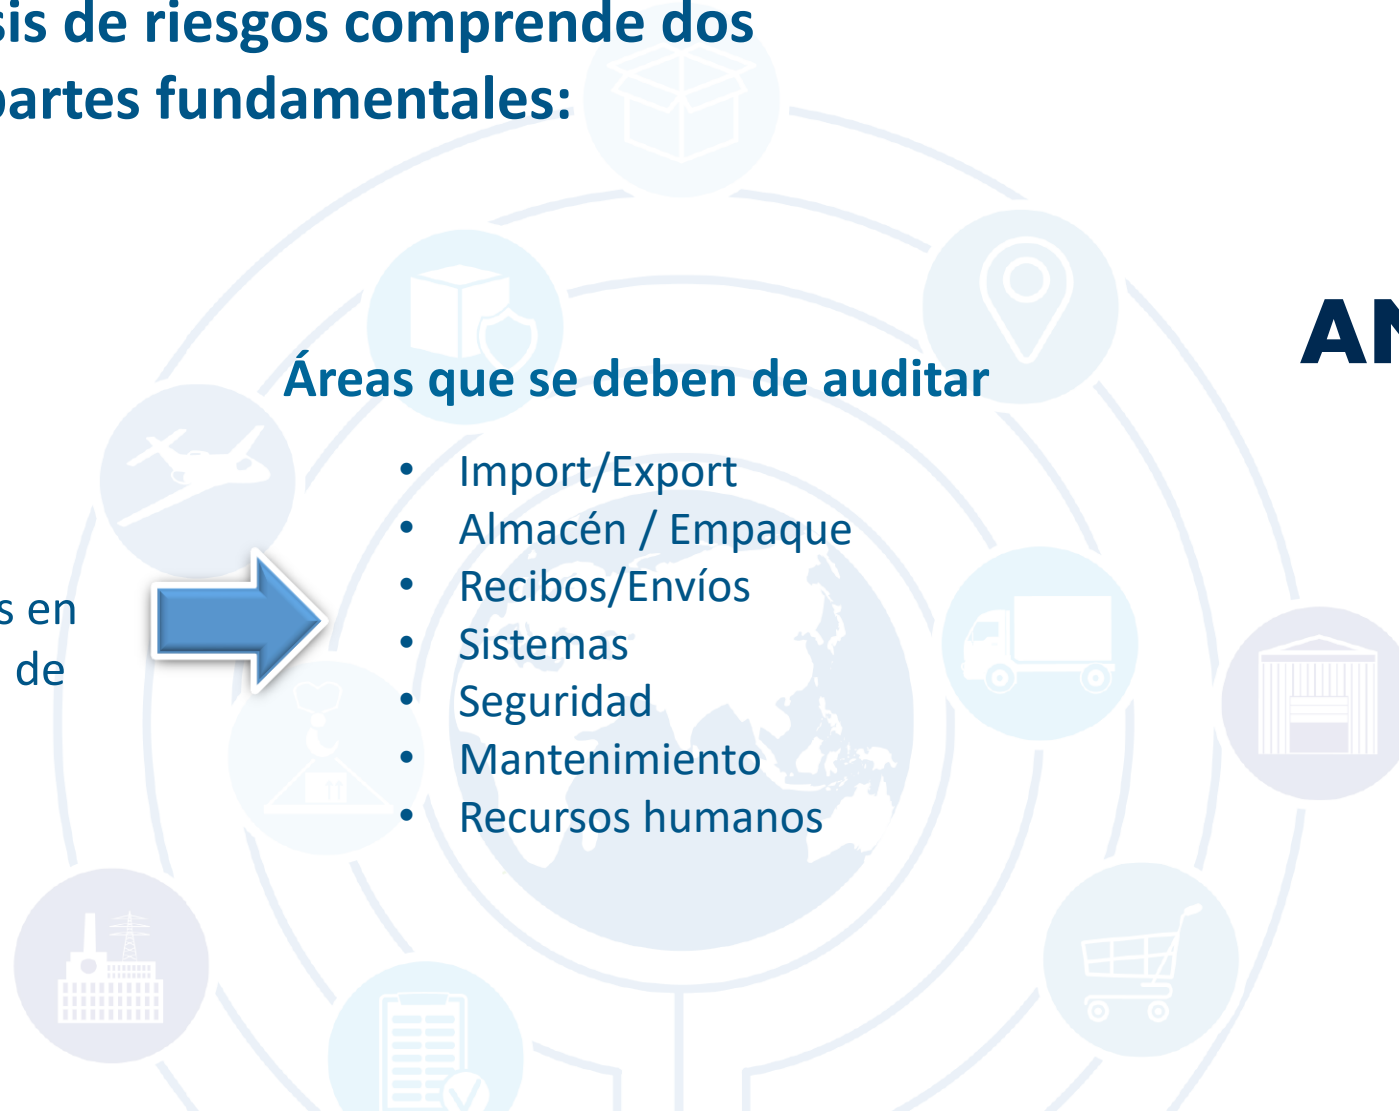 sis de riesgos comprende dos
partes fundamentales:
AN
Áreas que se deben de auditar
• Import/Export
• Almacén / Empaque
• Recibos/Envíos
• Sistemas
• Seguridad
• Mantenimiento
• Recursos humanos
s en
de